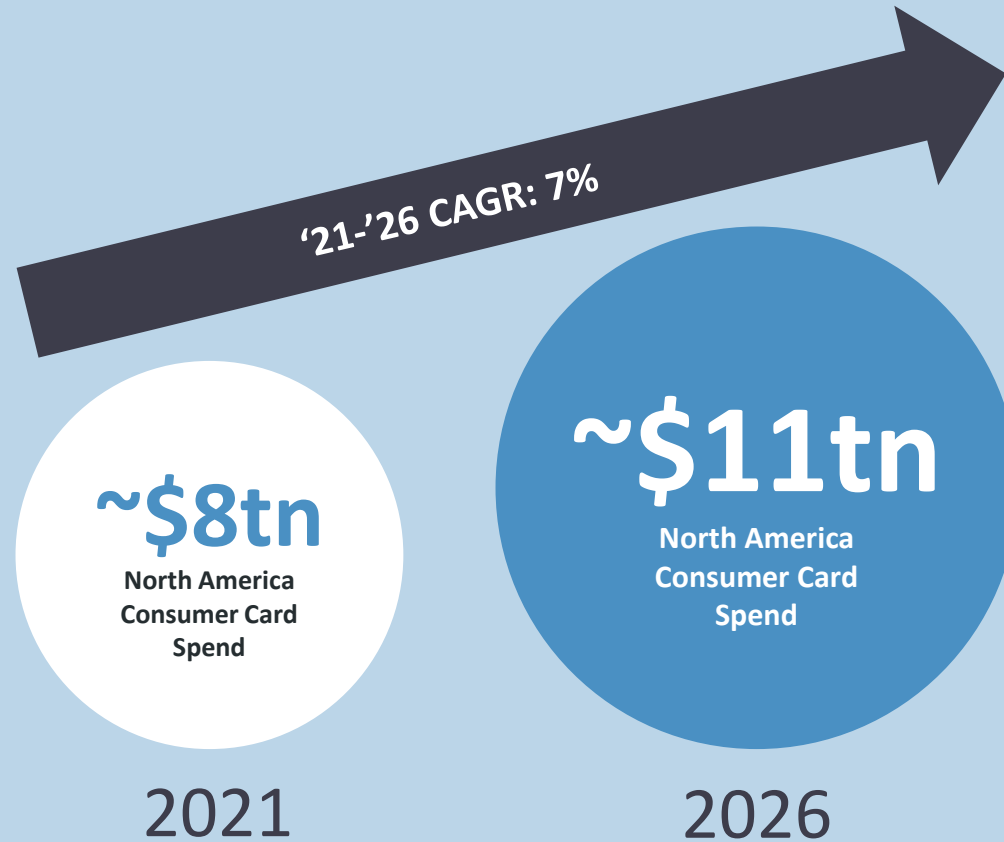 ‘21-’26 CAGR: 7%
~$8tn
North America
Consumer Card
Spend
~$11tn
North America
Consumer Card
Spend
2021
2026